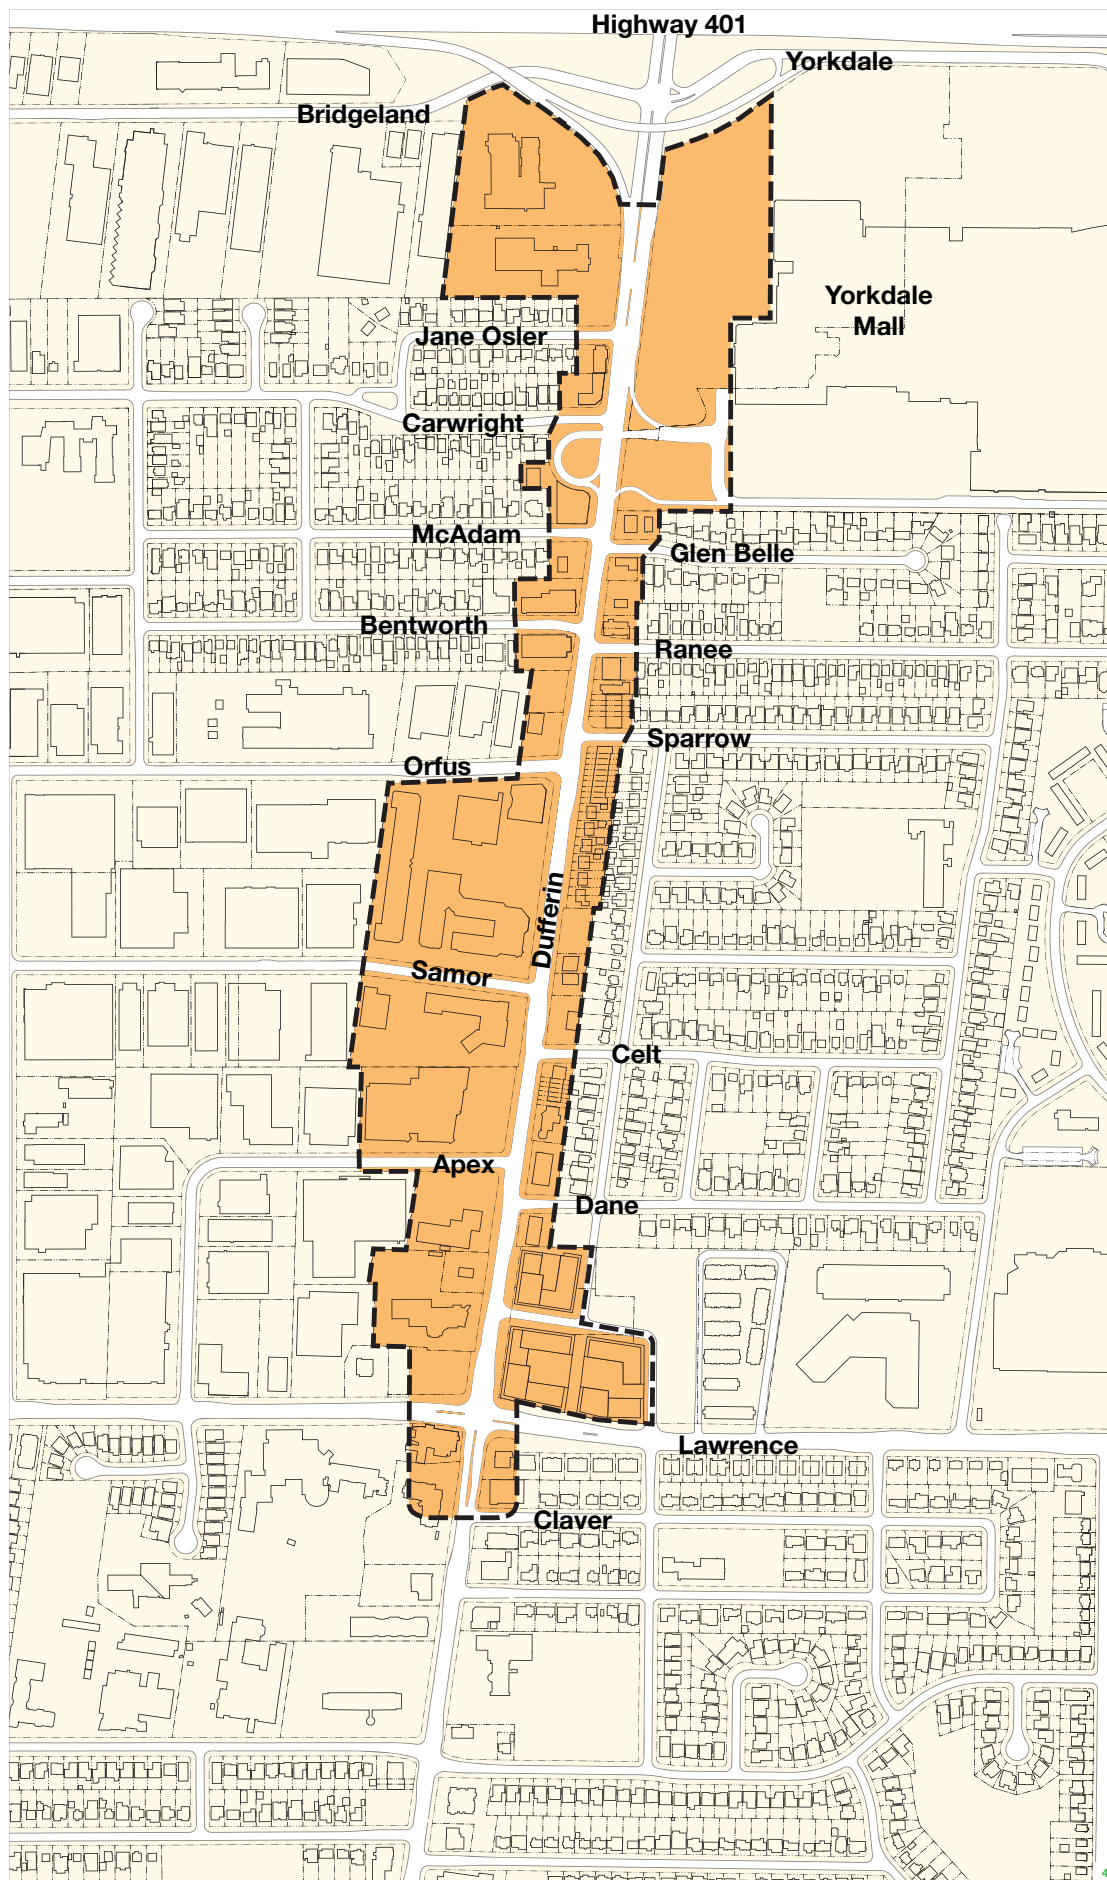 Highway 401
Yorkdale
Bridgeland
Yorkdale
Mall
Jane Osler
Carwright
McAdam
Glen Belle
Bentworth
Ranee
Sparrow
Orfus
Dufferin
Samor
Celt
Apex
Dane
Lawrence
Claver
4